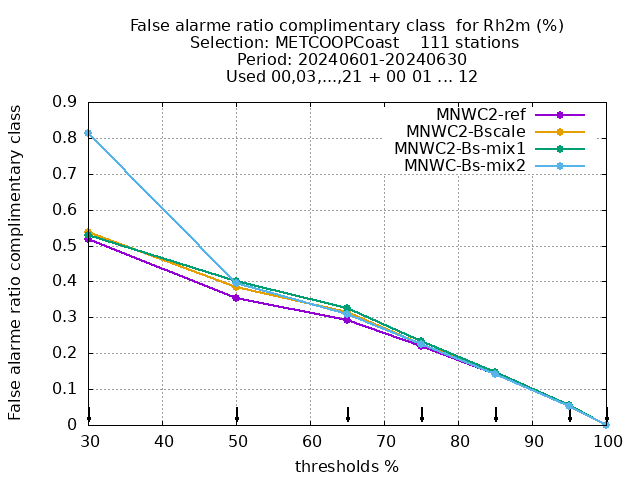 False alarme ratio complimentary class  for Rh2m (%)
Selection: METCOOPCoast    111 stations
Period: 20240601-20240630
Used 00,03,...,21 + 00 01 ... 12
False alarme ratio complimentary class
0.9
0.8
0.7
0.6
0.5
0.4
0.3
0.2
0.1
0
MNWC2-ref
MNWC2-Bscale
MNWC2-Bs-mix1
MNWC-Bs-mix2
30 40 50 60 70 80 90 100
thresholds %